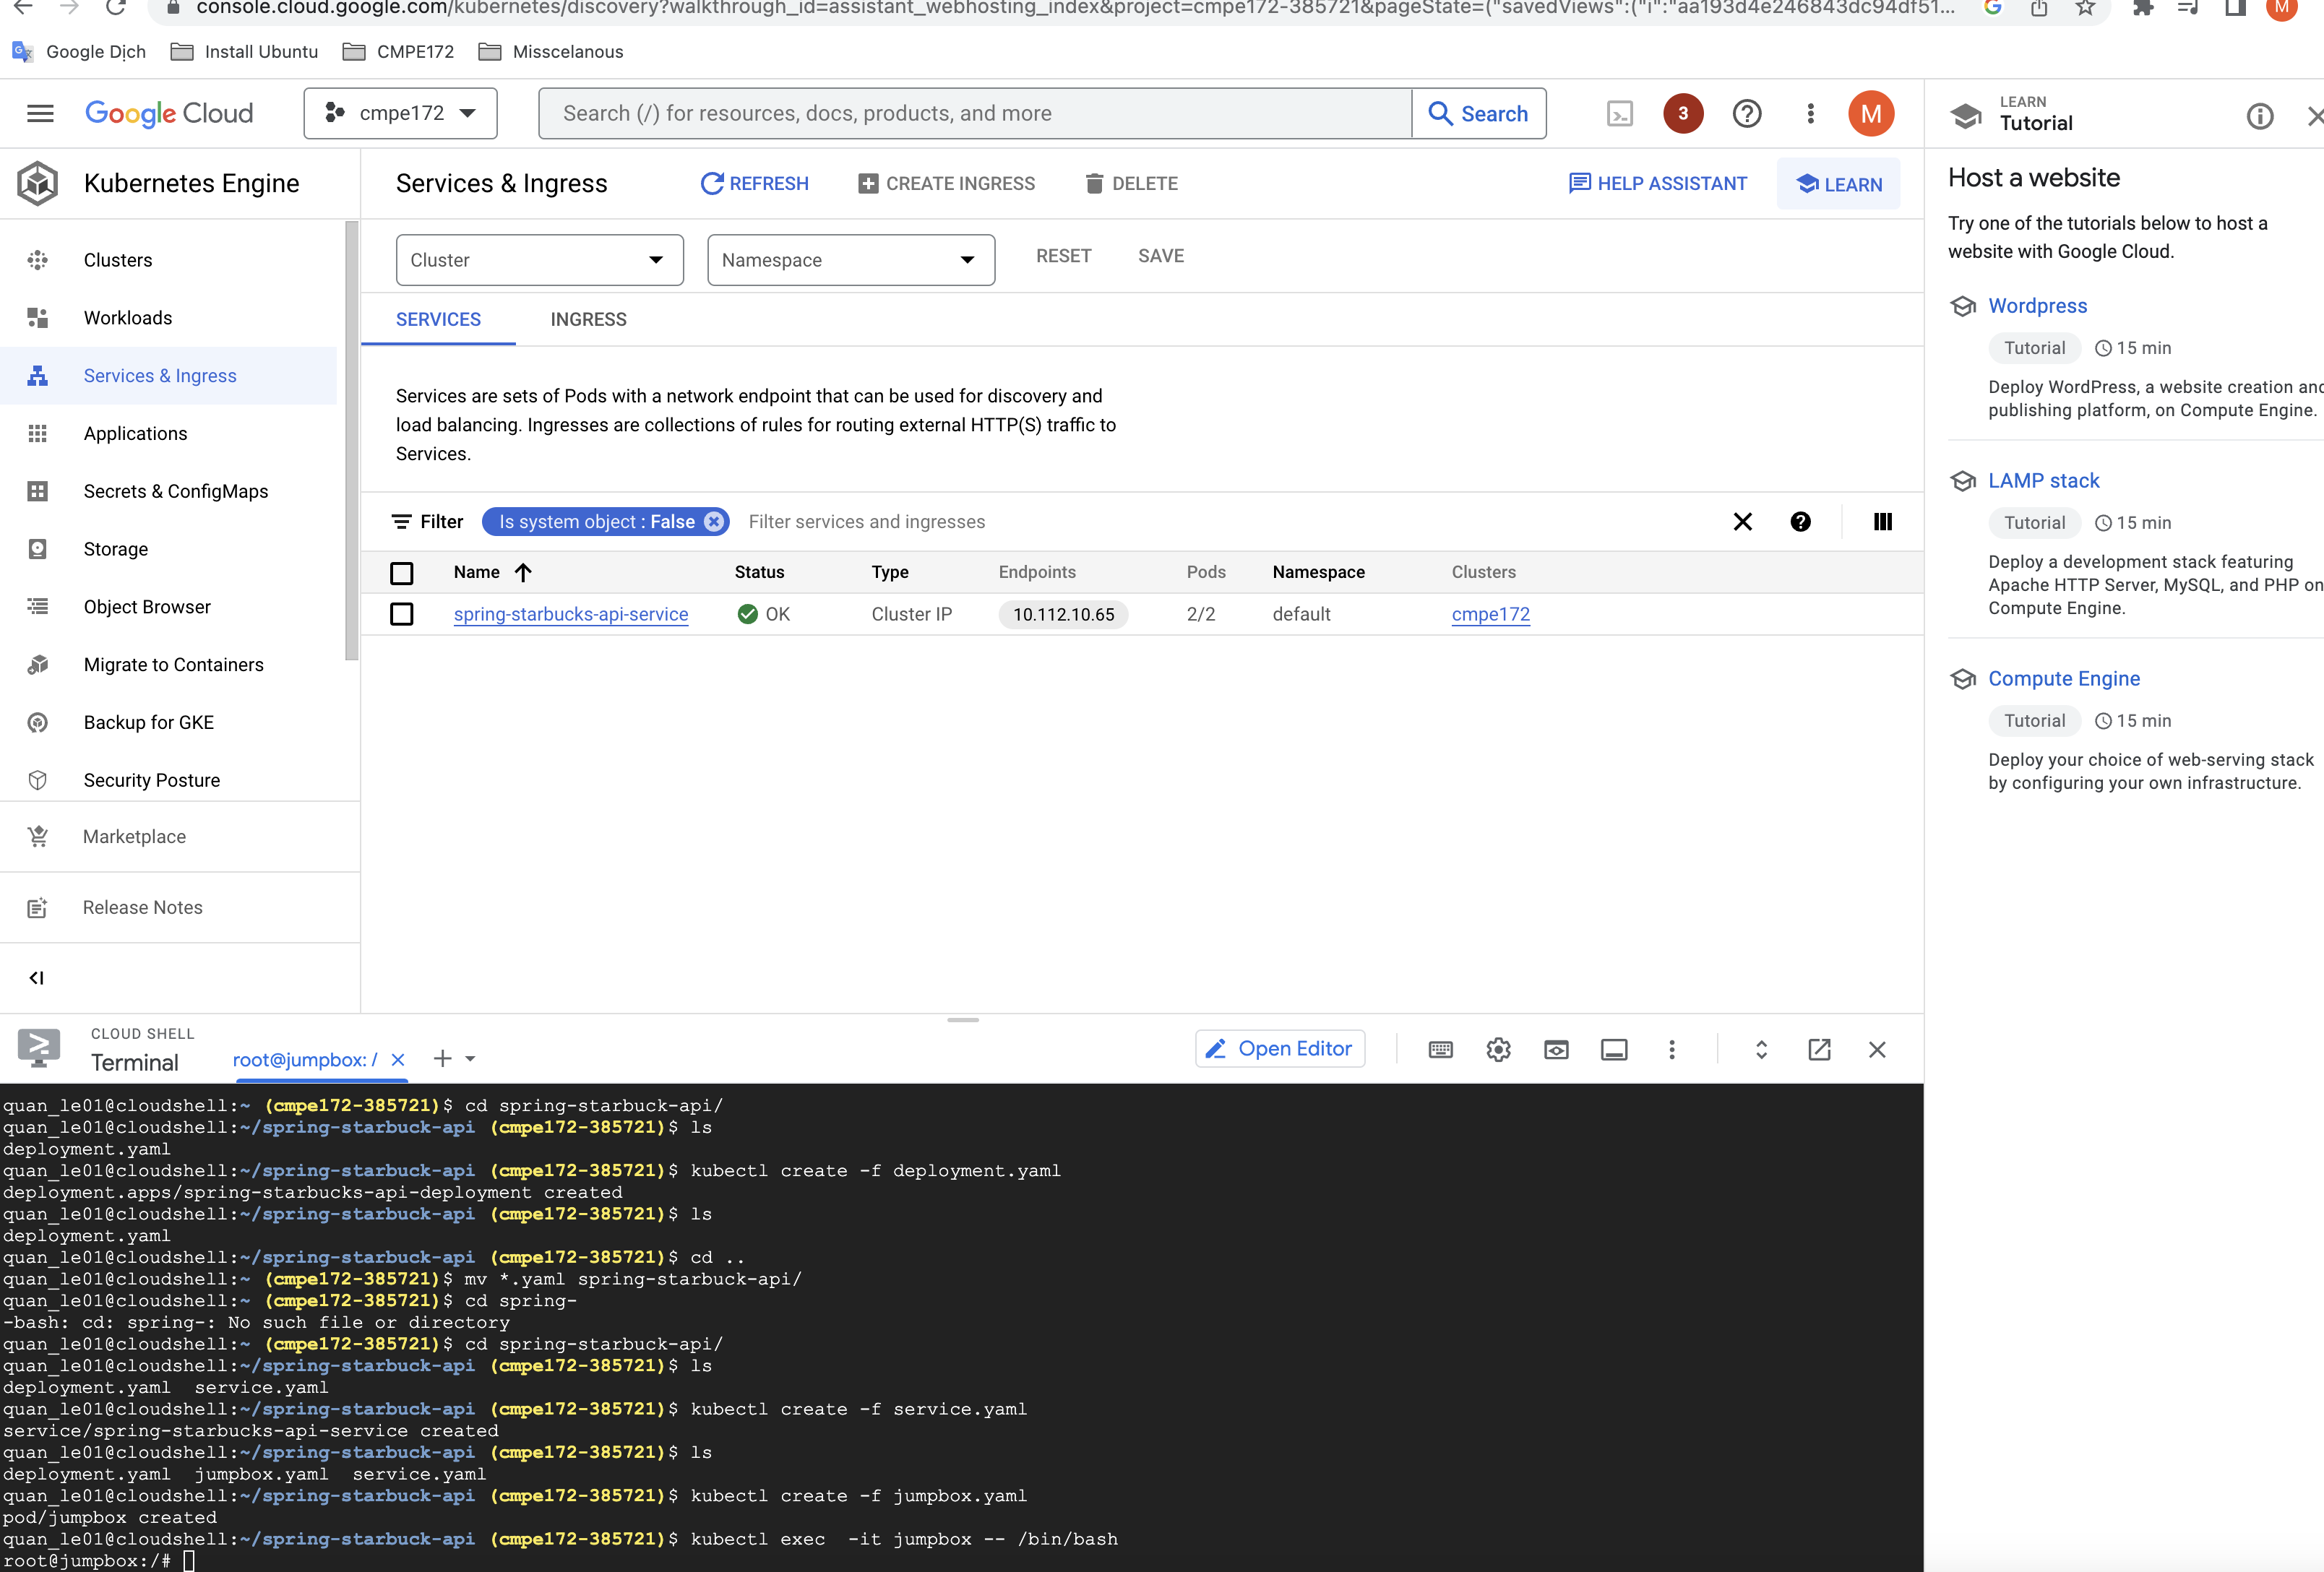 console.cloud.google.com/kubernetes/discovery?walkthrough_id=assistant_webhosting_index&project=cmpe172-385721&pageState=("savedViews":("i":"aa193d4e246843dc94df51...
M
Google Dịch
Install Ubuntu
CMPE172
Misscelanous
Google Cloud
cmpe172
Search (/) for resources, docs, products, and more
Search
3
M
LEARN
Tutorial
Kubernetes Engine
Services & Ingress
REFRESH
CREATE INGRESS
DELETE
HELP ASSISTANT
LEARN
Clusters
Workloads
Services & Ingress
Applications
Secrets & ConfigMaps
Storage
Object Browser
Migrate to Containers
Backup for GKE
Security Posture
Marketplace
Release Notes
Cluster
Namespace
RESET
SAVE
SERVICES
INGRESS
Services are sets of Pods with a network endpoint that can be used for discovery and
load balancing. Ingresses are collections of rules for routing external HTTP(S) traffic to
Services.
Filter
Is system object : False
Filter services and ingresses
Name Status Type Endpoints Pods Namespace Clusters
spring-starbucks-api-service OK Cluster IP 10.112.10.65 2/2 default cmpe172
Host a website
Try one of the tutorials below to host a
website with Google Cloud.
Wordpress
Tutorial 15 min
Deploy WordPress, a website creation and
publishing platform, on Compute Engine.
LAMP stack
Tutorial 15 min
Deploy a development stack featuring
Apache HTTP Server, MySQL, and PHP on
Compute Engine.
Compute Engine
Tutorial 15 min
Deploy your choice of web-serving stack
by configuring your own infrastructure.
CLOUD SHELL
Terminal
root@jumpbox: /
Open Editor
quan_le01@cloudshell:~ (cmpe172-385721)$ cd spring-starbuck-api/
quan_le01@cloudshell:~/spring-starbuck-api (cmpe172-385721)$ ls
deployment.yaml
quan_le01@cloudshell:~/spring-starbuck-api (cmpe172-385721)$ kubectl create -f deployment.yaml
deployment.apps/spring-starbucks-api-deployment created
quan_le01@cloudshell:~/spring-starbuck-api (cmpe172-385721)$ ls
deployment.yaml
quan_le01@cloudshell:~/spring-starbuck-api (cmpe172-385721)$ cd ..
quan_le01@cloudshell:~ (cmpe172-385721)$ mv *.yaml spring-starbuck-api/
quan_le01@cloudshell:~ (cmpe172-385721)$ cd spring-
-bash: cd: spring-: No such file or directory
quan_le01@cloudshell:~ (cmpe172-385721)$ cd spring-starbuck-api/
quan_le01@cloudshell:~/spring-starbuck-api (cmpe172-385721)$ ls
deployment.yaml  service.yaml
quan_le01@cloudshell:~/spring-starbuck-api (cmpe172-385721)$ kubectl create -f service.yaml
service/spring-starbucks-api-service created
quan_le01@cloudshell:~/spring-starbuck-api (cmpe172-385721)$ ls
deployment.yaml  jumpbox.yaml  service.yaml
quan_le01@cloudshell:~/spring-starbuck-api (cmpe172-385721)$ kubectl create -f jumpbox.yaml
pod/jumpbox created
quan_le01@cloudshell:~/spring-starbuck-api (cmpe172-385721)$ kubectl exec  -it jumpbox -- /bin/bash
root@jumpbox:/#